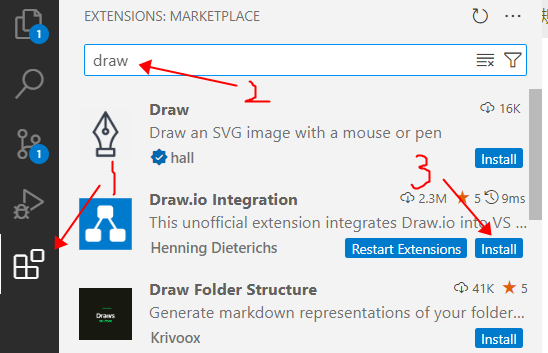 EXTENSIONS: MARKETPLACE
1
draw
2
Draw
16K
Draw an SVG image with a mouse or pen
hall
Install
1
1
3
Draw.io Integration
2.3M 5 9ms
This unofficial extension integrates Draw.io into VS ...
Henning Dieterichs
Restart Extensions Install
Draw Folder Structure
41K 5
Generate markdown representations of your folder...
Draws
Krivoox
Install